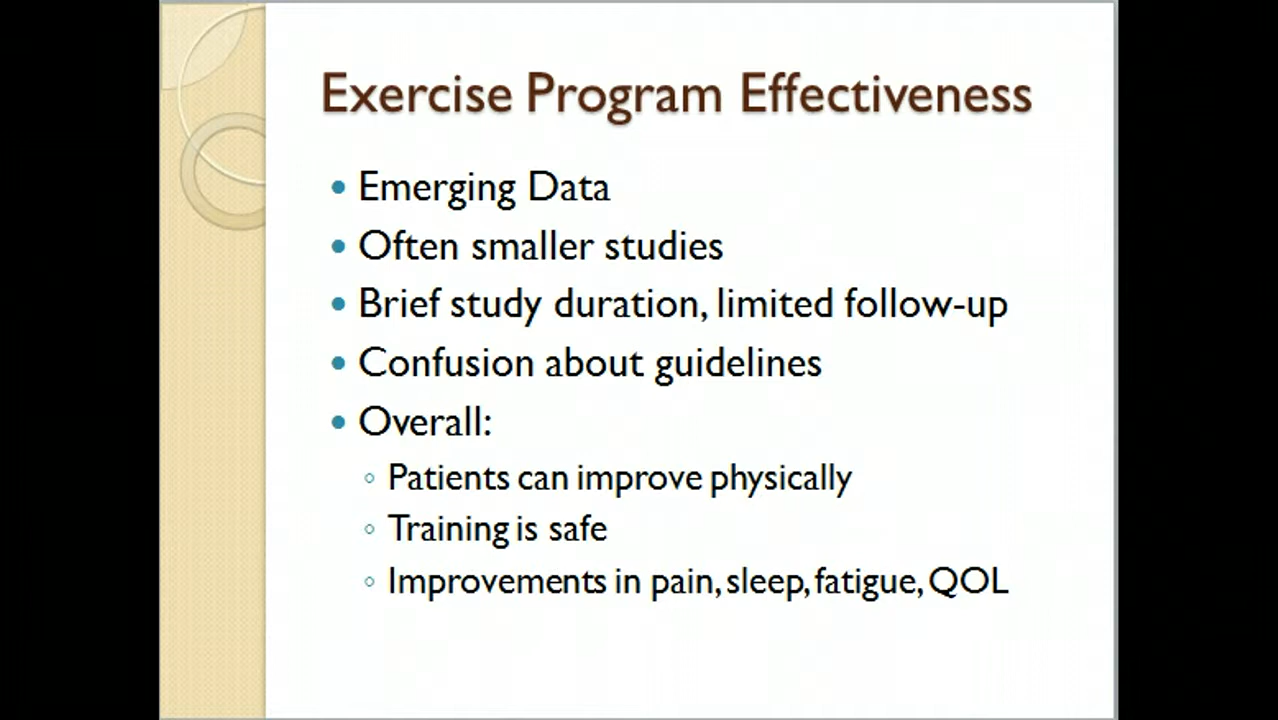 Exercise Program Effectiveness
• Emerging Data
• Often smaller studies
• Brief study duration, limited follow-up
• Confusion about guidelines
• Overall:
◦ Patients can improve physically
◦ Training is safe
◦ Improvements in pain, sleep, fatigue, QOL